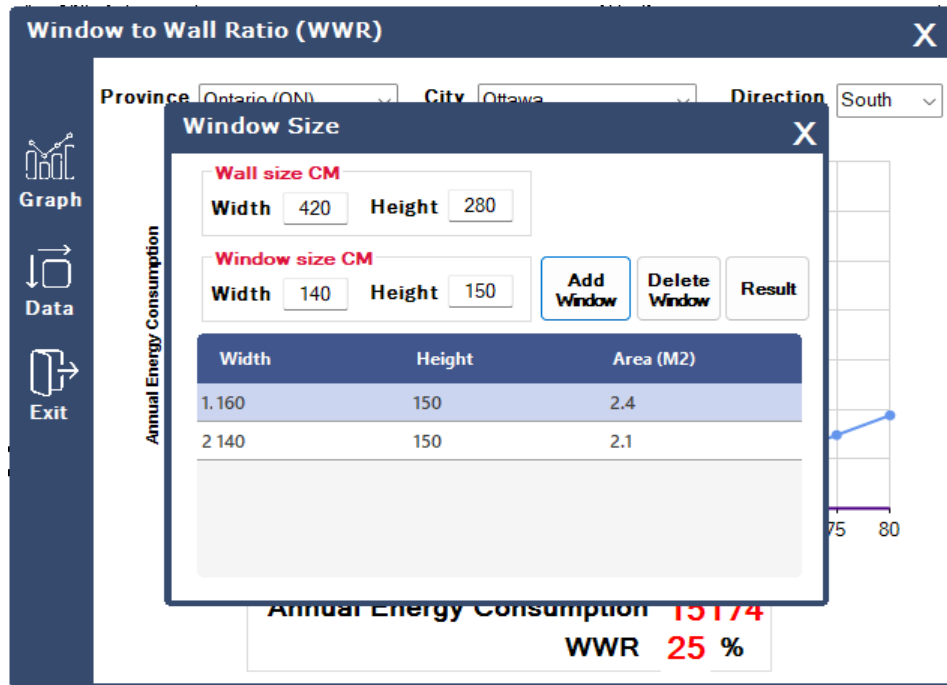 Window to Wall Ratio (WWR) X
Province Ontario (ON) City Ottawa Direction South
Window Size X
Graph
Data
Exit
Annual Energy Consumption
Wall size CM
Width 420 Height 280
Window size CM
Width 140 Height 150
Add Window
Delete Window
Result
Width Height Area (M2)
1. 160 150 2.4
2 140 150 2.1
75 80
Annual Energy Consumption 15174
WWR 25 %